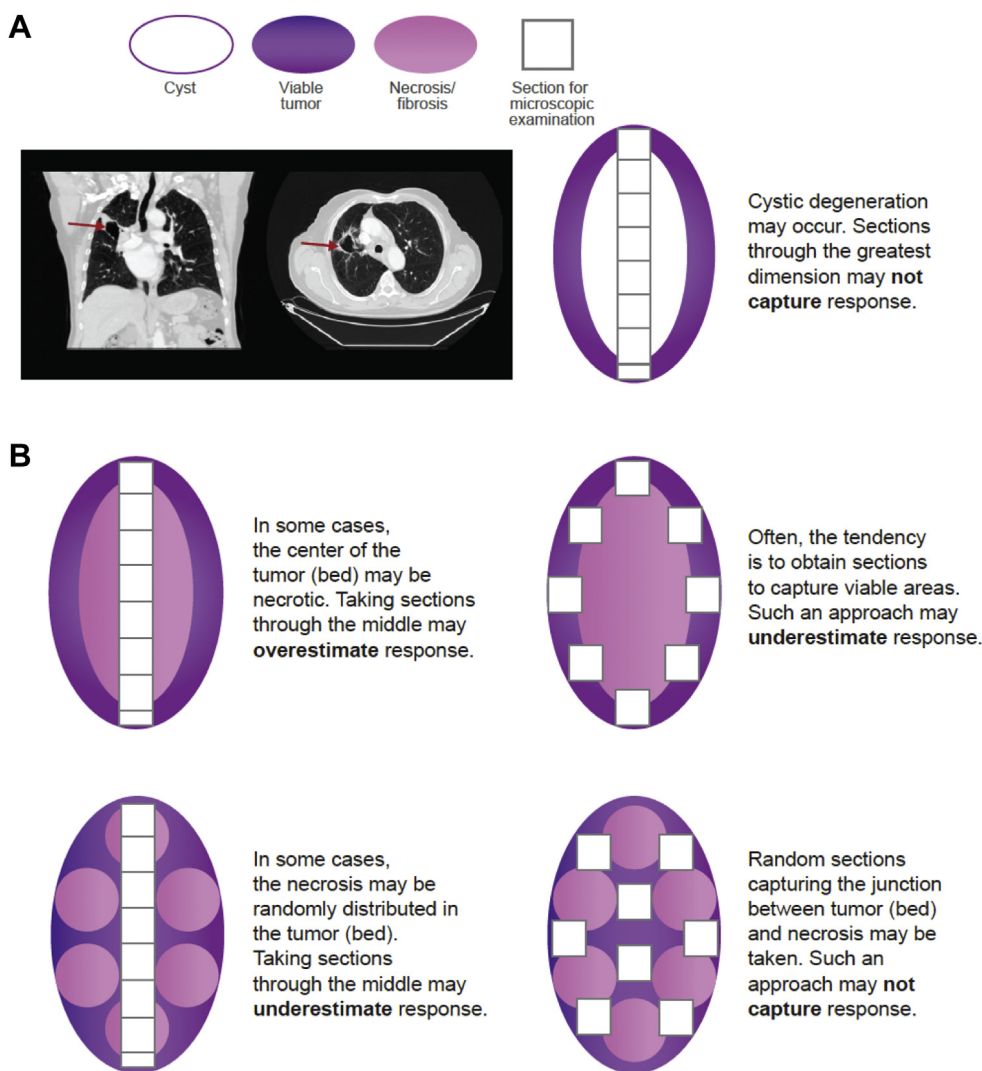 A
Cyst
Viable
tumor
Necrosis/
fibrosis
Section for
microscopic
examination
Cystic degeneration
may occur. Sections
through the greatest
dimension may not
capture response.
B
In some cases,
the center of the
tumor (bed) may be
necrotic. Taking sections
through the middle may
overestimate response.
Often, the tendency
is to obtain sections
to capture viable areas.
Such an approach may
underestimate response.
In some cases,
the necrosis may be
randomly distributed in
the tumor (bed).
Taking sections
through the middle may
underestimate response.
Random sections
capturing the junction
between tumor (bed)
and necrosis may be
taken. Such an
approach may not
capture response.